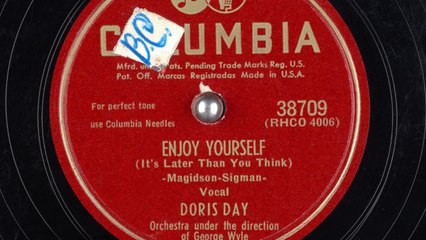 COLUMBIA
B.C.
Mfrd. Pats. Pending Trade Marks Reg. U.S.
Pat. Off. Marcas Registradas Made in U.S.A.
For perfect tone
use Columbia Needles
38709
(RHCO 4006)
ENJOY YOURSELF
(It's Later Than You Think)
-Magidson-Sigman-
Vocal
DORIS DAY
Orchestra under the direction
of George Wyle